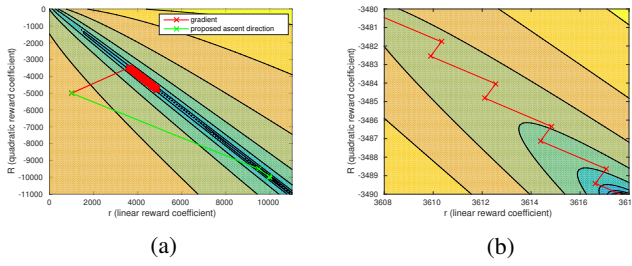 gradient
proposed ascent direction
0
-1000
-2000
-3000
-4000
-5000
-6000
-7000
-8000
-9000
-10000
-11000
R (quadratic reward coefficient)
0 2000 4000 6000 8000 10000
r (linear reward coefficient)
(a)
-3480
-3481
-3482
-3483
-3484
-3485
-3486
-3487
-3488
-3489
-3490
R (quadratic reward coefficient)
3608 3610 3612 3614 3616
r (linear reward coefficient)
(b)